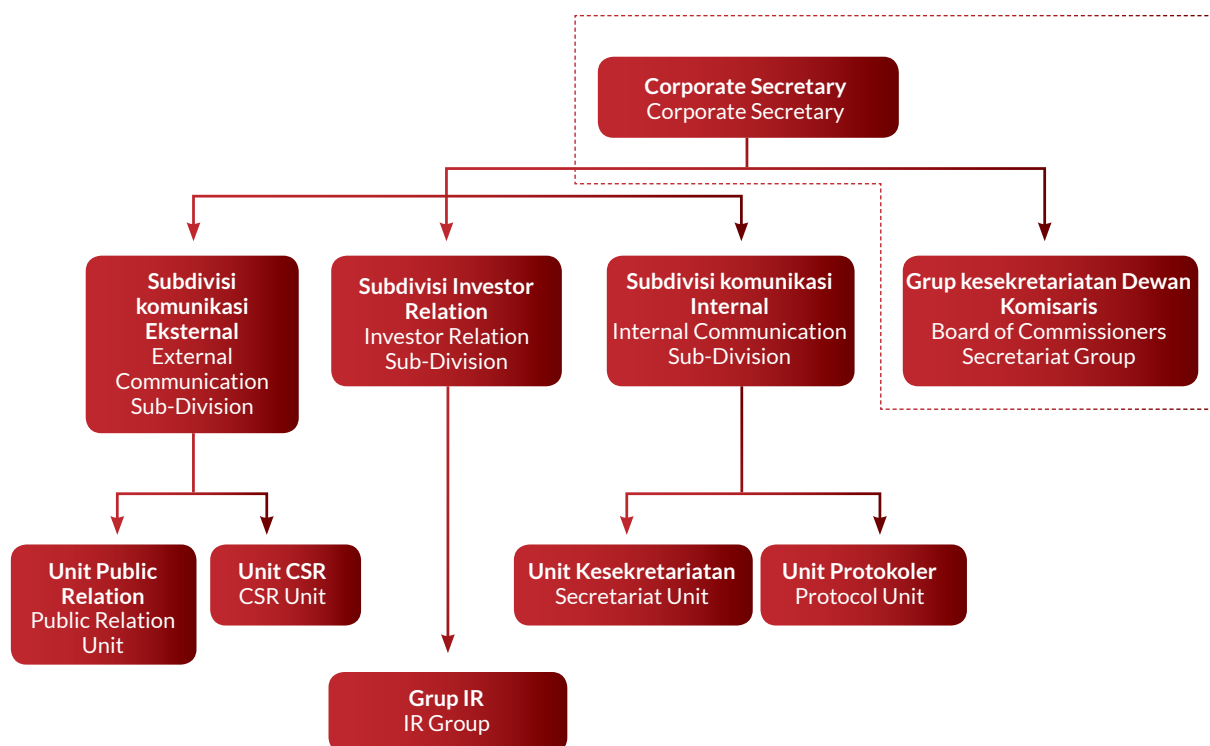 Corporate Secretary
Corporate Secretary
Subdivisi
komunikasi
Eksternal
External
Communication
Sub-Division
Subdivisi Investor
Relation
Investor Relation
Sub-Division
Subdivisi komunikasi
Internal
Internal Communication
Sub-Division
Grup kesekretariatan Dewan
Komisaris
Board of Commissioners
Secretariat Group
Unit Public
Relation
Public Relation
Unit
Unit CSR
CSR Unit
Unit Kesekretariatan
Secretariat Unit
Unit Protokoler
Protocol Unit
Grup IR
IR Group